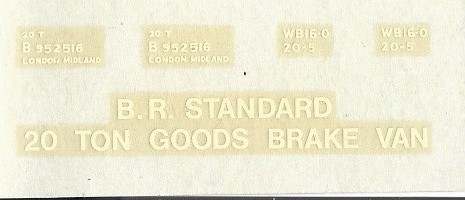 20 T
B 952516
LONDON MIDLAND
20 T
B 952516
LONDON MIDLAND
WB16-0
20-5
WB16-0
20-5
B.R. STANDARD
20 TON GOODS BRAKE VAN